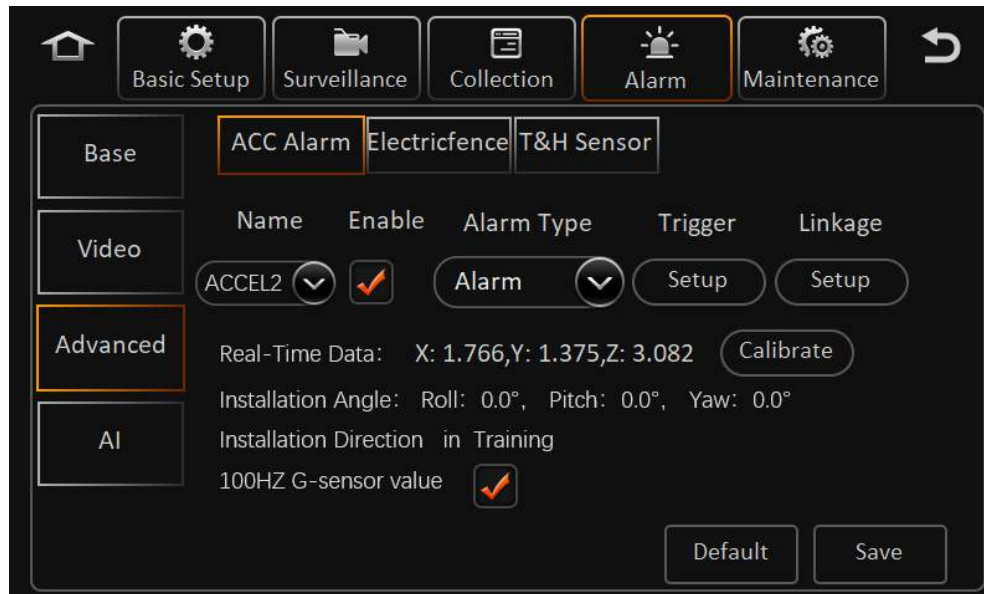 Basic Setup Surveillance Collection Alarm Maintenance
Base
Video
Advanced
AI
ACC Alarm Electricfence T&H Sensor
Name Enable Alarm Type Trigger Linkage
ACCEL2 Alarm Setup Setup
Real-Time Data: X: 1.766,Y: 1.375,Z: 3.082 Calibrate
Installation Angle: Roll: 0.0°, Pitch: 0.0°, Yaw: 0.0°
Installation Direction in Training
100HZ G-sensor value
Default Save